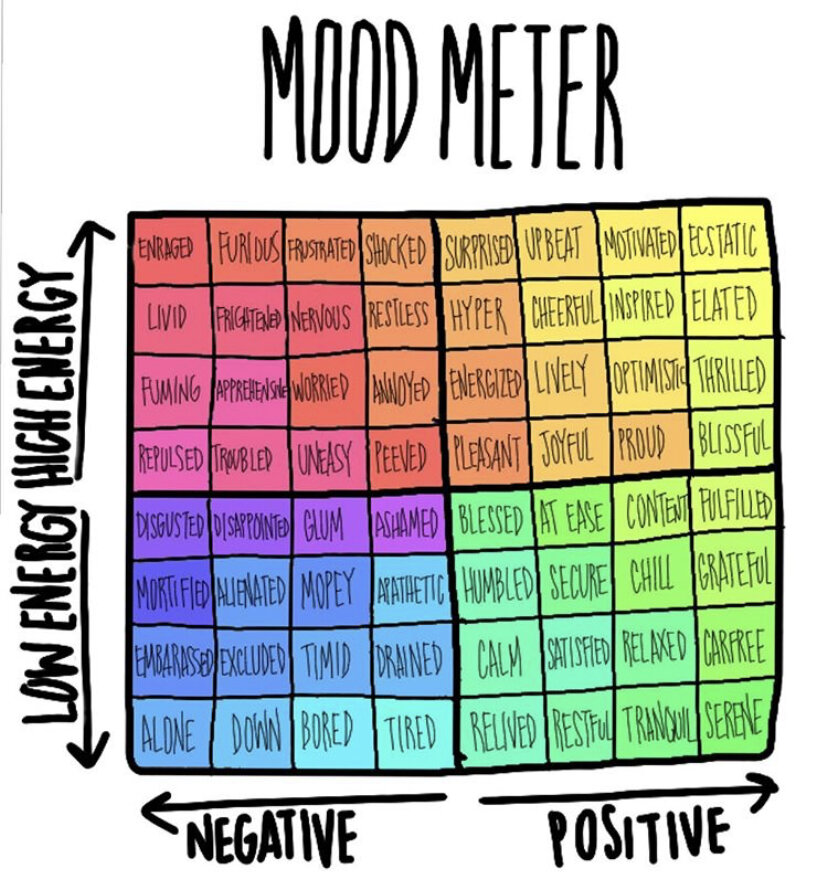 MOOD METER
HIGH ENERGY
LOW ENERGY
ENRAGED FURIOUS FRUSTRATED SHOCKED SURPRISED UPBEAT MOTIVATED ECSTATIC
LIVID FRIGHTENED NERVOUS RESTLESS HYPER CHEERFUL INSPIRED ELATED
FUMING APPREHENSIVE WORRIED ANNOYED ENERGIZED LIVELY OPTIMISTIC THRILLED
REPULSED TROUBLED UNEASY PEEVED PLEASANT JOYFUL PROUD BLISSFUL
DISGUSTED DISAPPOINTED GLUM ASHAMED BLESSED AT EASE CONTENT FULFILLED
MORTIFIED ALIENATED MOPEY APATHETIC HUMBLED SECURE CHILL GRATEFUL
EMBARASSED EXCLUDED TIMID DRAINED CALM SATISFIED RELAXED CARFREE
ALONE DOWN BORED TIRED RELIVED RESTFUL TRANQUIL SERENE
NEGATIVE POSITIVE